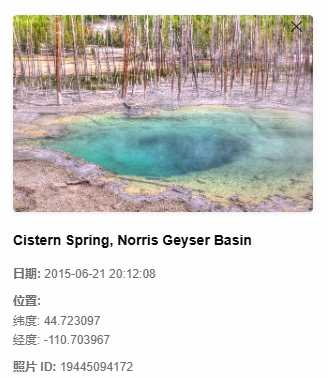 Cistern Spring, Norris Geyser Basin
日期: 2015-06-21 20:12:08
位置:
纬度: 44.723097
经度: -110.703967
照片 ID: 19445094172